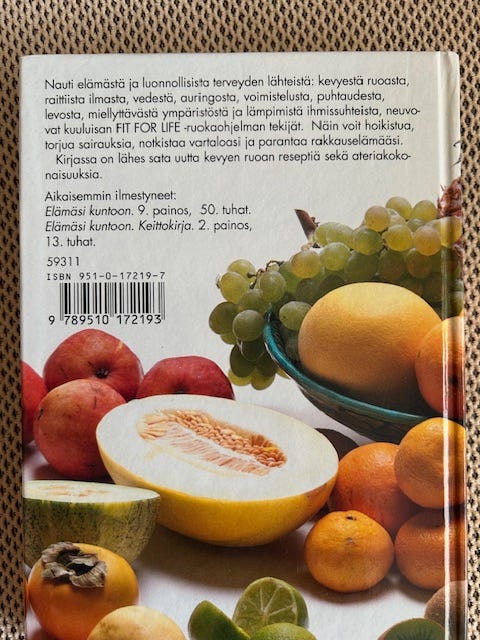 Nauti elämästä ja luonnollisista terveyden lähteistä: kevyestä ruoasta,
raittiista ilmasta, vedestä, auringosta, voimistelusta, puhtaudesta,
levosta, miellyttävästä ympäristöstä ja lämpimistä ihmissuhteista, neuvo-
vat kuuluisan FIT FOR LIFE -ruokaohjelman tekijät. Näin voit hoikistua,
torjua sairauksia, notkistaa vartaloasi ja parantaa rakkauselämääsi.
Kirjassa on lähes sata uutta kevyen ruoan reseptiä sekä ateriakoko-
naisuuksia.
Aikaisemmin ilmestyneet:
Elämäsi kuntoon. 9. painos, 50. tuhat.
Elämäsi kuntoon. Keittokirja. 2. painos,
13. tuhat.
59311
ISBN 951-0-17219-7
9 789510 172193